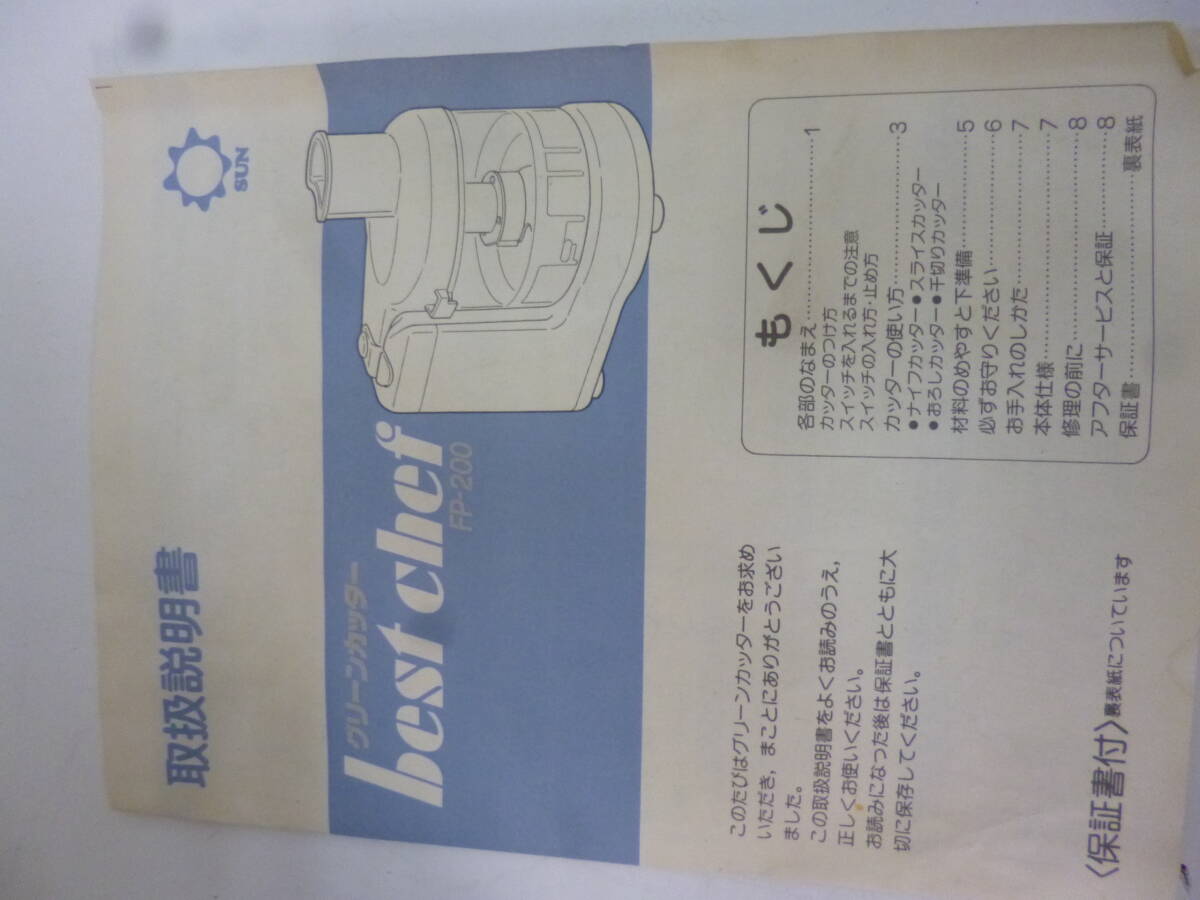 取扱説明書
SUN
グリーンカッター
best chef
FP-200
このたびはグリーンカッターをお求め
いただき，まことにありがとうござい
ました。
この取扱説明書をよくお読みのうえ，
正しくお使いください。
お読みになった後は保証書とともに大
切に保存してください。
〈保証書付〉裏表紙についています
もくじ
各部のなまえ…………………1
カッターのつけ方
スイッチを入れるまでの注意
スイッチの入れ方・止め方
カッターの使い方……………3
●ナイフカッター●スライスカッター
●おろしカッター●千切りカッター
材料のめやすと下準備………5
必ずお守りください…………6
お手入れのしかた……………7
本体仕様………………………7
修理の前に……………………8
アフターサービスと保証……8
保証書……………………裏表紙